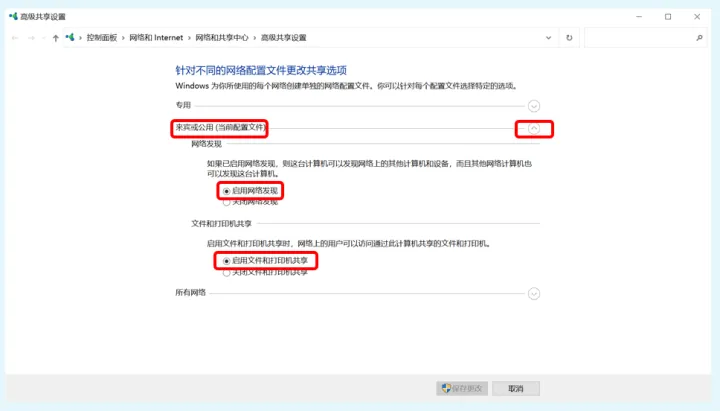 高级共享设置
控制面板 > 网络和 Internet > 网络和共享中心 > 高级共享设置
针对不同的网络配置文件更改共享选项
Windows 为你所使用的每个网络创建单独的网络配置文件。你可以针对每个配置文件选择特定的选项。
专用
来宾或公用 (当前配置文件)
网络发现
如果已启用网络发现，则这台计算机可以发现网络上的其他计算机和设备，而且其他网络计算机也
可以发现这台计算机。
启用网络发现
关闭网络发现
文件和打印机共享
启用文件和打印机共享时，网络上的用户可以访问通过此计算机共享的文件和打印机。
启用文件和打印机共享
关闭文件和打印机共享
所有网络
保存更改
取消